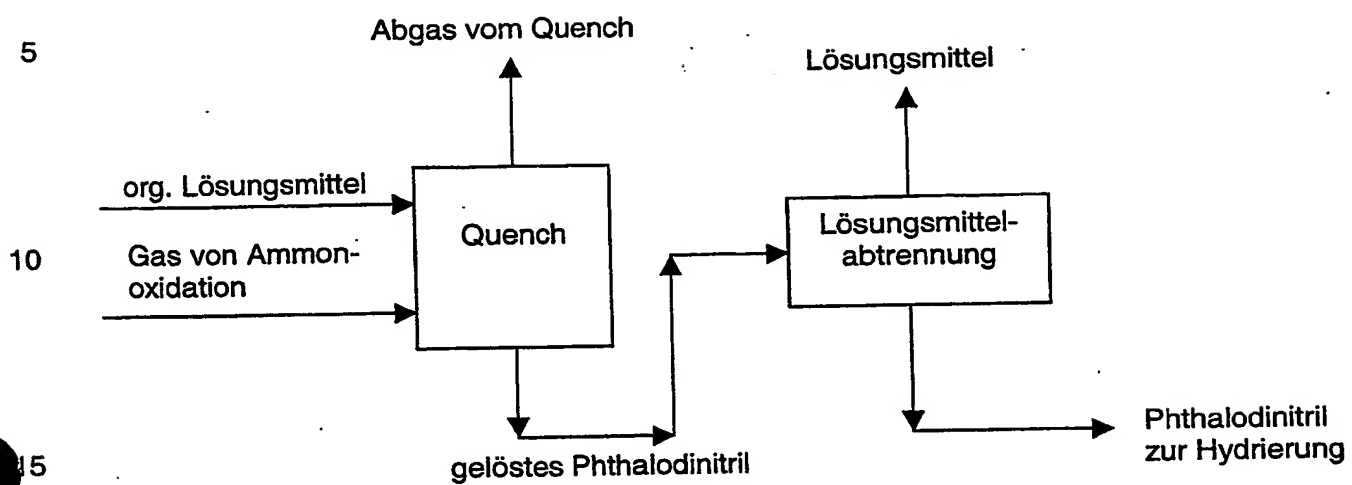 5
Abgas vom Quench
Lösungsmittel
org. Lösungsmittel
Quench
Lösungsmittel-
abtrennung
10
Gas von Ammon-
oxidation
Phthalodinitril
zur Hydrierung
15
gelöstes Phthalodinitril